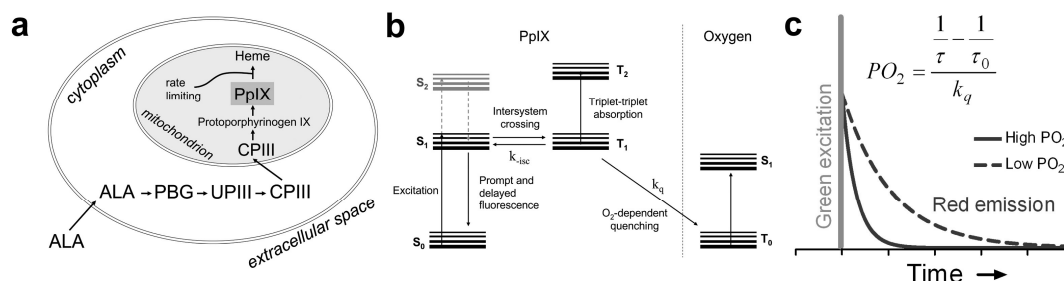 a
cytoplasm
Heme
rate
limiting
PpIX
mitochondrion
Protoporphyrinogen IX
CPIII
ALA → PBG → UPIII → CPIII
ALA
extracellular space
b
PpIX
Oxygen
S₂
T₂
Intersystem
crossing
Triplet-triplet
absorption
S₁
T₁
k-isc
S₁
Excitation
Prompt and
delayed
fluorescence
kq
O₂-dependent
quenching
S₀
T₀
c
PO₂ = (1/τ - 1/τ₀) / kq
Green excitation
High PO₂
Low PO₂
Red emission
Time →